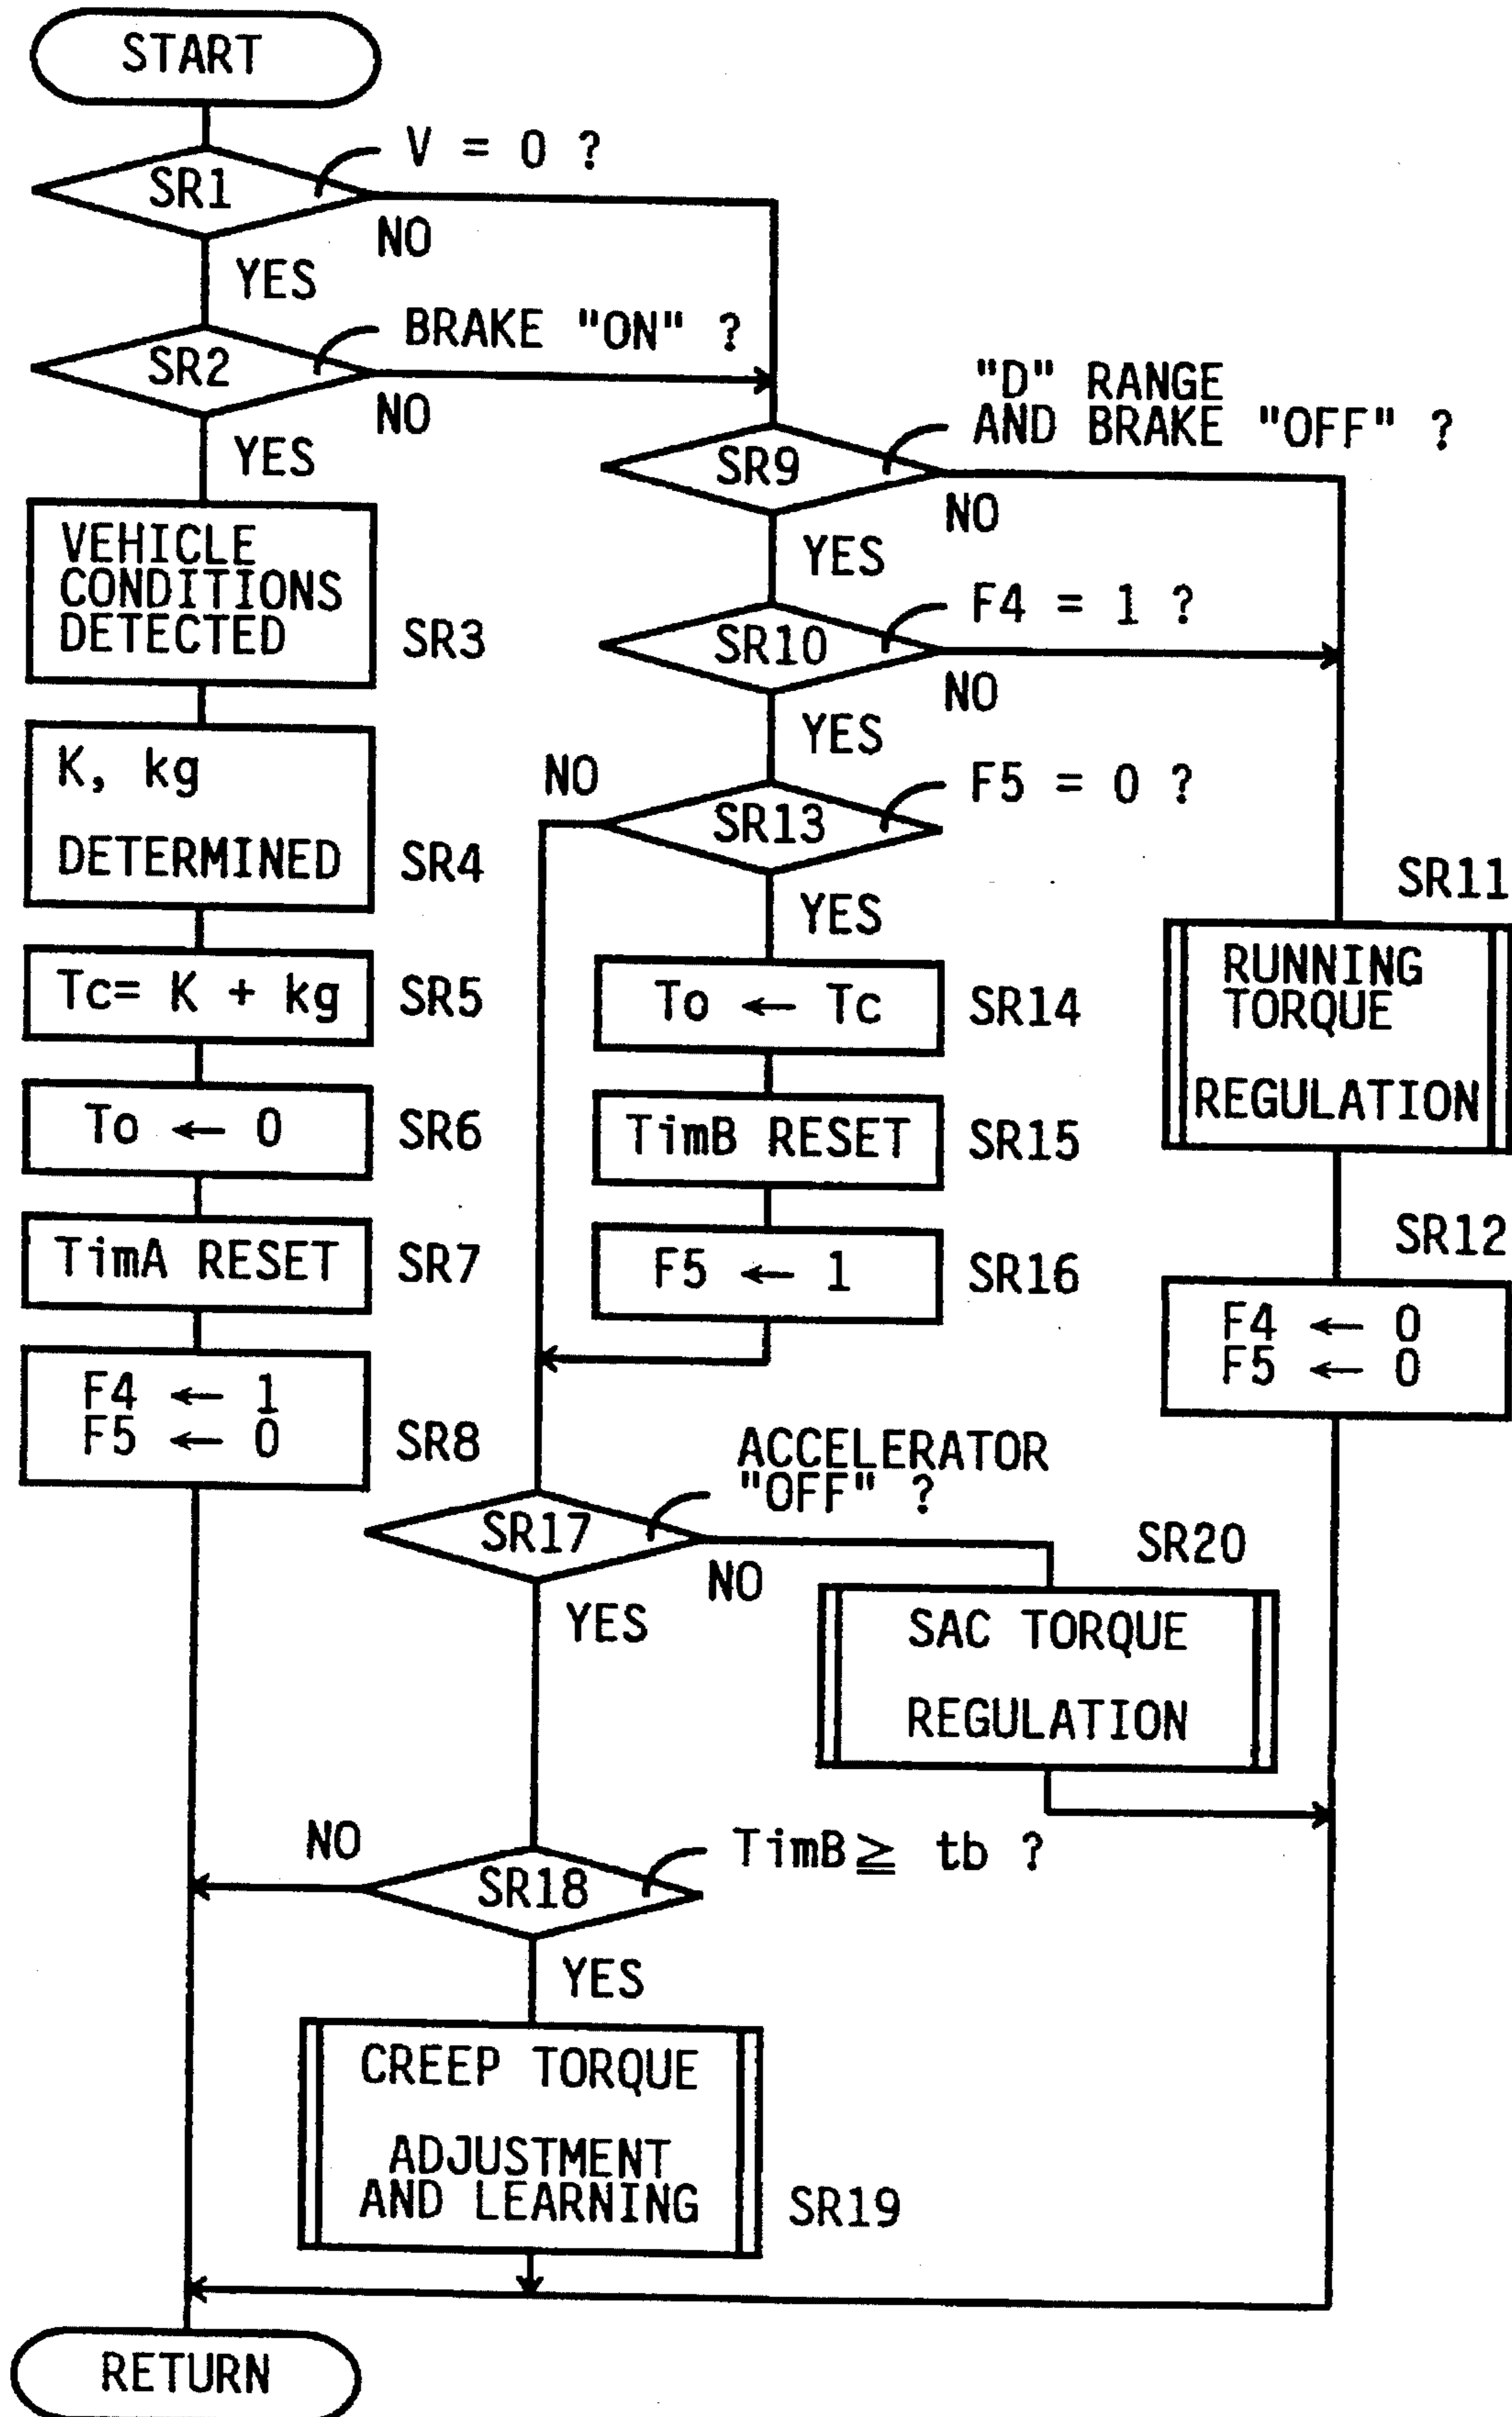 START
V = 0 ?
SR1
NO
YES
BRAKE "ON" ?
SR2
NO
YES
VEHICLE
CONDITIONS
DETECTED
SR3
K, kg
DETERMINED
SR4
Tc= K + kg
SR5
To ← 0
SR6
TimA RESET
SR7
F4 ← 1
F5 ← 0
SR8
"D" RANGE
AND BRAKE "OFF" ?
SR9
NO
YES
F4 = 1 ?
SR10
NO
YES
F5 = 0 ?
NO
SR13
YES
To ← Tc
SR14
TimB RESET
SR15
F5 ← 1
SR16
SR11
RUNNING
TORQUE
REGULATION
SR12
F4 ← 0
F5 ← 0
ACCELERATOR
"OFF" ?
SR17
NO
YES
SR20
SAC TORQUE
REGULATION
NO
TimB ≧ tb ?
SR18
YES
CREEP TORQUE
ADJUSTMENT
AND LEARNING
SR19
RETURN